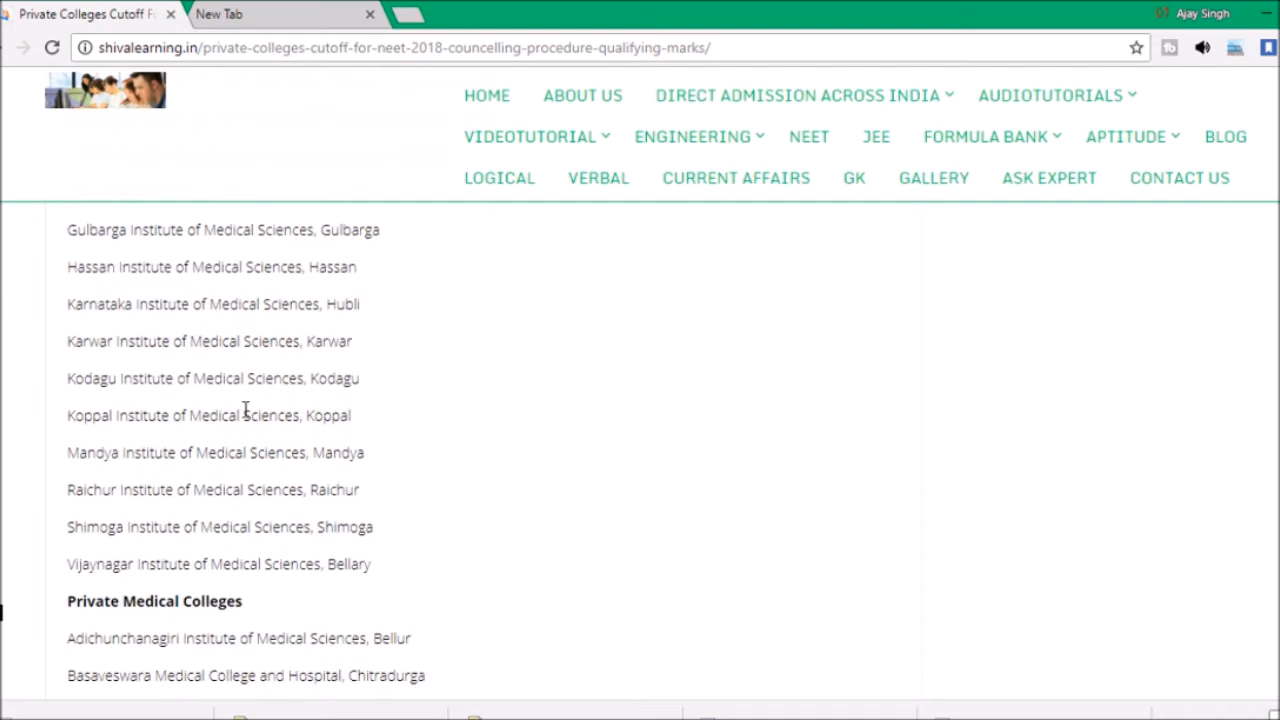 Private Colleges Cutoff Fo
New Tab
Ajay Singh
shivalearning.in/private-colleges-cutoff-for-neet-2018-councelling-procedure-qualifying-marks/
HOME ABOUT US DIRECT ADMISSION ACROSS INDIA AUDIOTUTORIALS
VIDEOTUTORIAL ENGINEERING NEET JEE FORMULA BANK APTITUDE BLOG
LOGICAL VERBAL CURRENT AFFAIRS GK GALLERY ASK EXPERT CONTACT US
Gulbarga Institute of Medical Sciences, Gulbarga
Hassan Institute of Medical Sciences, Hassan
Karnataka Institute of Medical Sciences, Hubli
Karwar Institute of Medical Sciences, Karwar
Kodagu Institute of Medical Sciences, Kodagu
Koppal Institute of Medical Sciences, Koppal
Mandya Institute of Medical Sciences, Mandya
Raichur Institute of Medical Sciences, Raichur
Shimoga Institute of Medical Sciences, Shimoga
Vijaynagar Institute of Medical Sciences, Bellary
Private Medical Colleges
Adichunchanagiri Institute of Medical Sciences, Bellur
Basaveswara Medical College and Hospital, Chitradurga